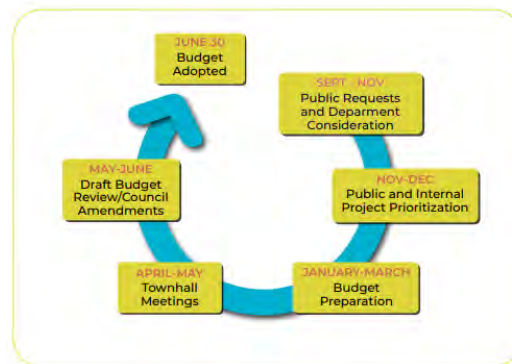 JUNE 30
Budget
Adopted
SEPT - NOV
Public Requests
and Deparment
Consideration
NOV-DEC
Public and Internal
Project Prioritization
JANUARY-MARCH
Budget
Preparation
APRIL-MAY
Townhall
Meetings
MAY-JUNE
Draft Budget
Review/Council
Amendments